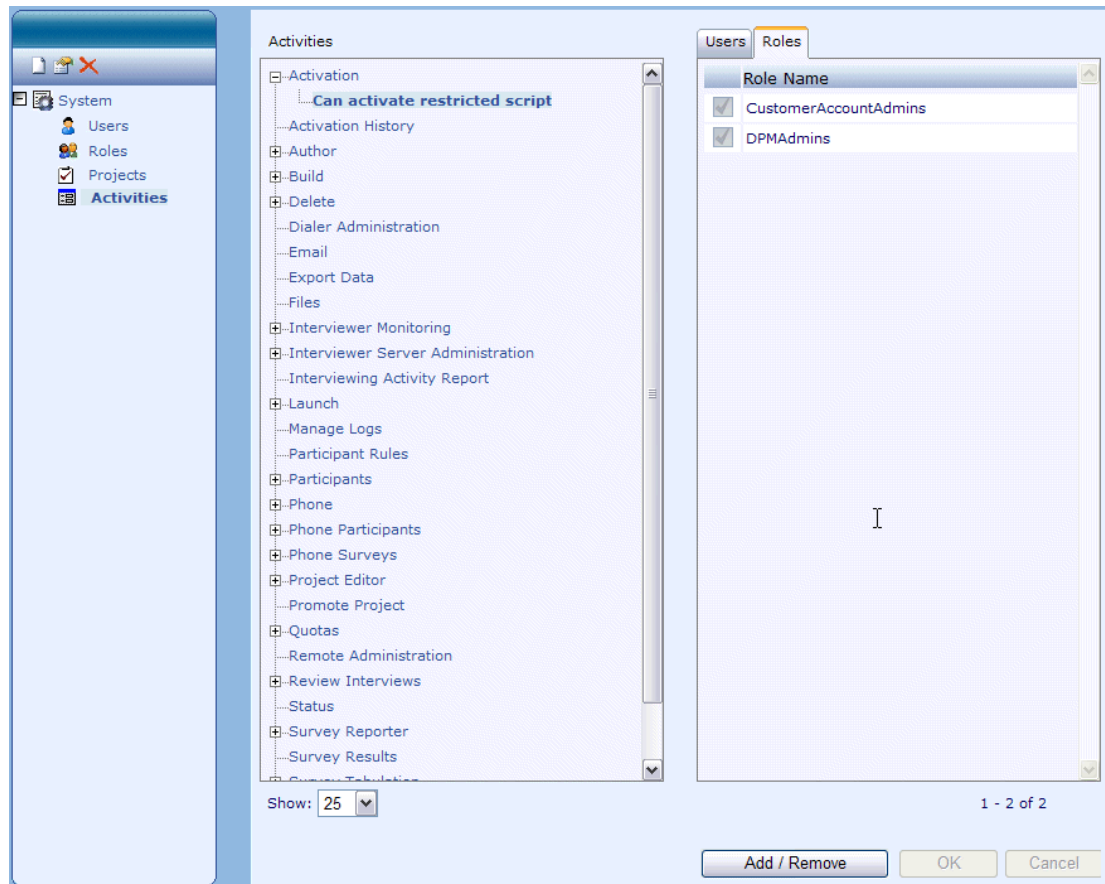 System
Users
Roles
Projects
Activities
Activities
Activation
Can activate restricted script
Activation History
Author
Build
Delete
Dialer Administration
Email
Export Data
Files
Interviewer Monitoring
Interviewer Server Administration
Interviewing Activity Report
Launch
Manage Logs
Participant Rules
Participants
Phone
Phone Participants
Phone Surveys
Project Editor
Promote Project
Quotas
Remote Administration
Review Interviews
Status
Survey Reporter
Survey Results
Survey Tabulation
Show: 25
Users Roles
Role Name
CustomerAccountAdmins
DPMAdmins
1 - 2 of 2
Add / Remove OK Cancel